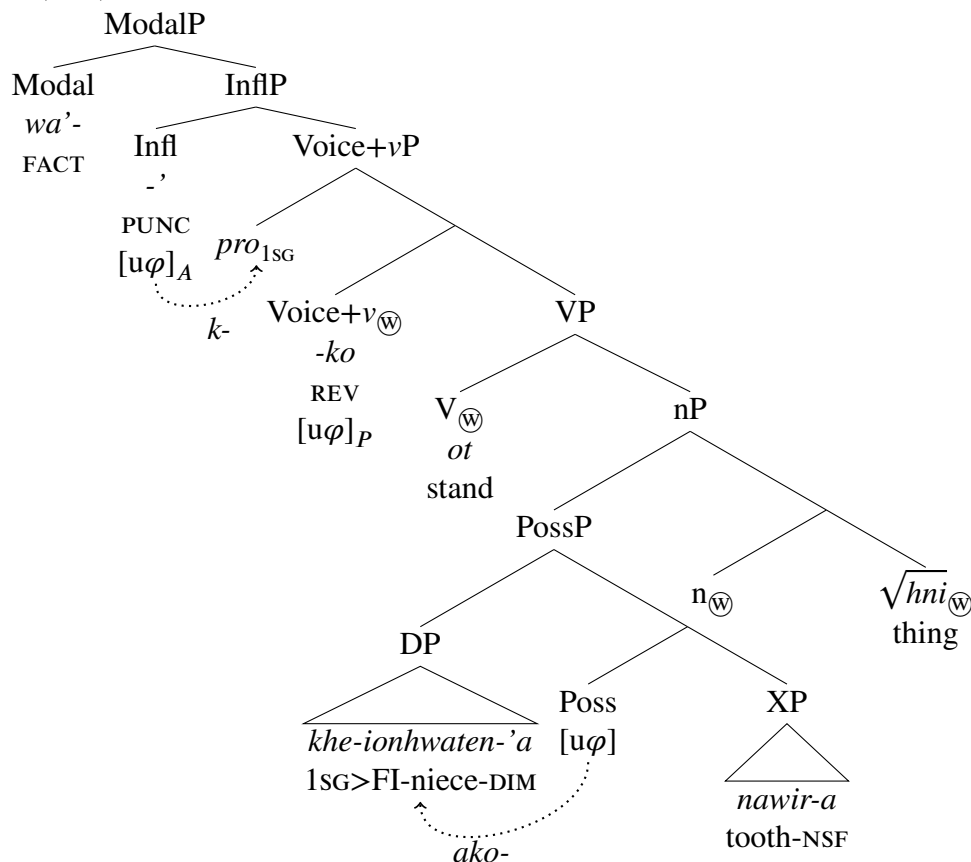 ModalP
Modal InflP
wa'- Infl Voice+vP
FACT -'
PUNC pro1SG
[uφ]A
k- Voice+vⓌ VP
-ko
REV VⓌ nP
[uφ]P ot
stand
PossP
nⓌ √hniⓌ
thing
DP Poss XP
[uφ]
khe-ionhwaten-'a
1SG>FI-niece-DIM nawir-a
tooth-NSF
ako-